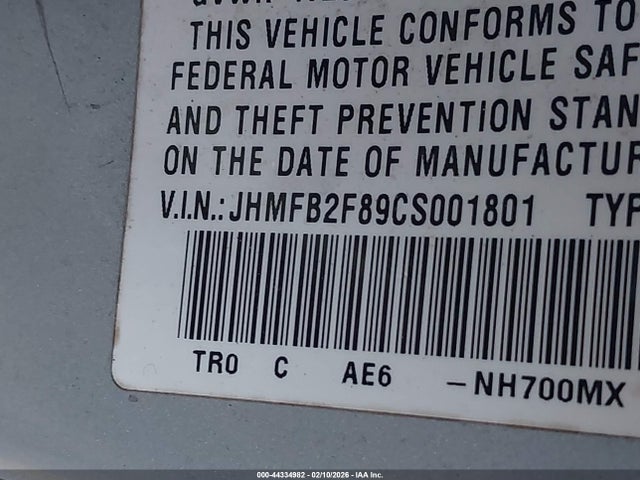 THIS VEHICLE CONFORMS TO
FEDERAL MOTOR VEHICLE SAF
AND THEFT PREVENTION STAN
ON THE DATE OF MANUFACTUR
V.I.N.: JHMFB2F89CS001801 TYP
TR0 C AE6 -NH700MX
000-44334982 - 02/10/2026 - IAA Inc.